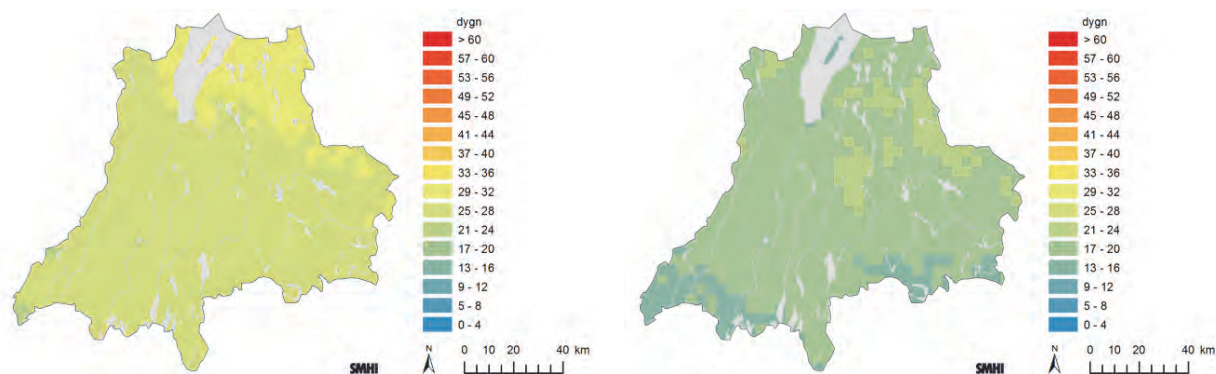 dygn
> 60
57 - 60
53 - 56
49 - 52
45 - 48
41 - 44
37 - 40
33 - 36
29 - 32
25 - 28
21 - 24
17 - 20
13 - 16
9 - 12
5 - 8
0 - 4
SMHI
N
0 10 20 40 km
dygn
> 60
57 - 60
53 - 56
49 - 52
45 - 48
41 - 44
37 - 40
33 - 36
29 - 32
25 - 28
21 - 24
17 - 20
13 - 16
9 - 12
5 - 8
0 - 4
SMHI
N
0 10 20 40 km